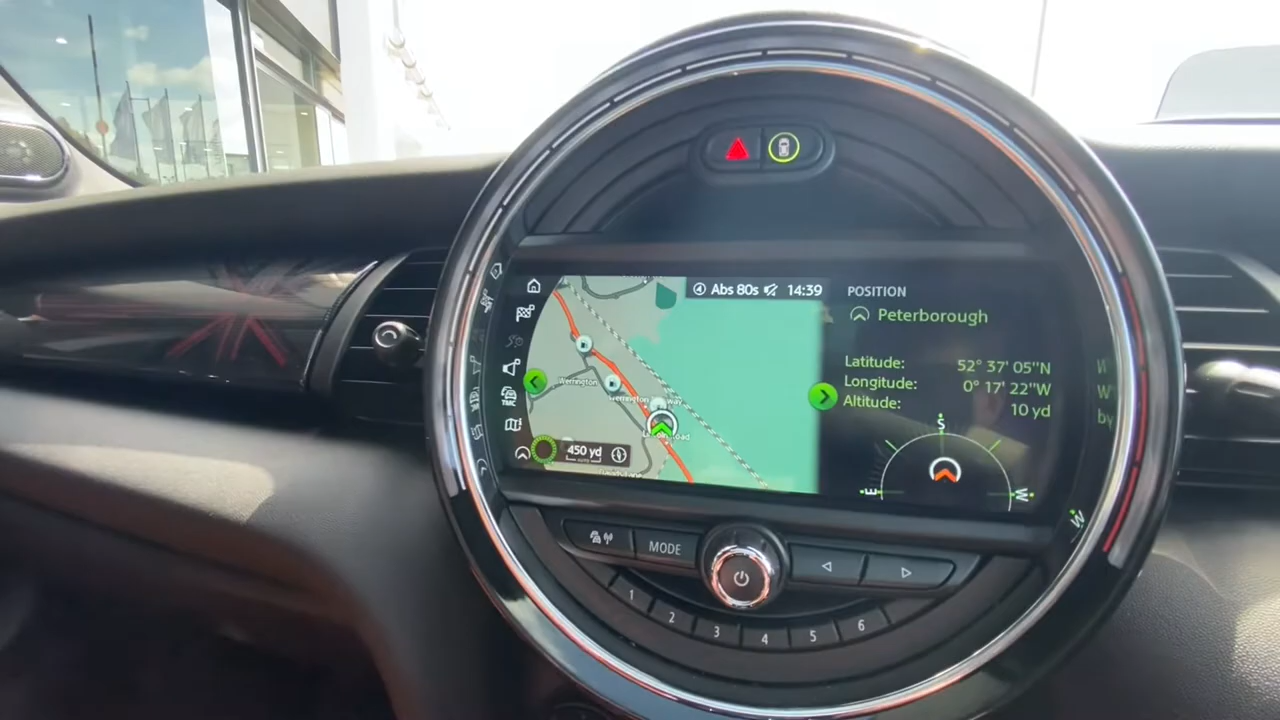 Abs 80s 14:39
POSITION
Peterborough
Latitude: 52° 37' 05"N
Longitude: 0° 17' 22"W
Altitude: 10 yd
N
W
by
Werrington
450 yd
S
E
W
W
MODE
1 2 3 4 5 6